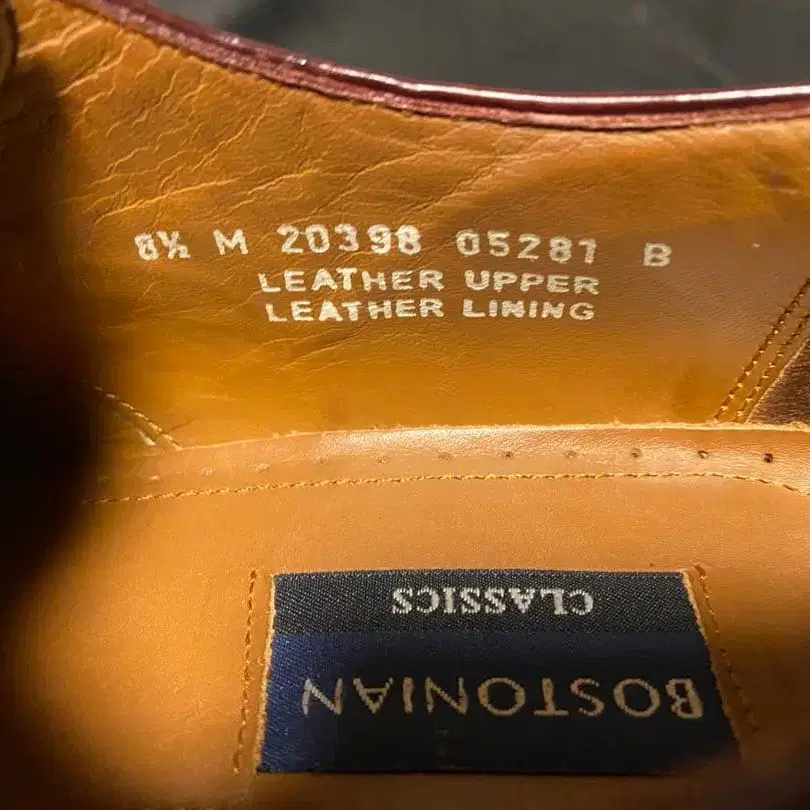 8½ M 20398 05281 B
LEATHER UPPER
LEATHER LINING
BOSTONIAN
CLASSICS